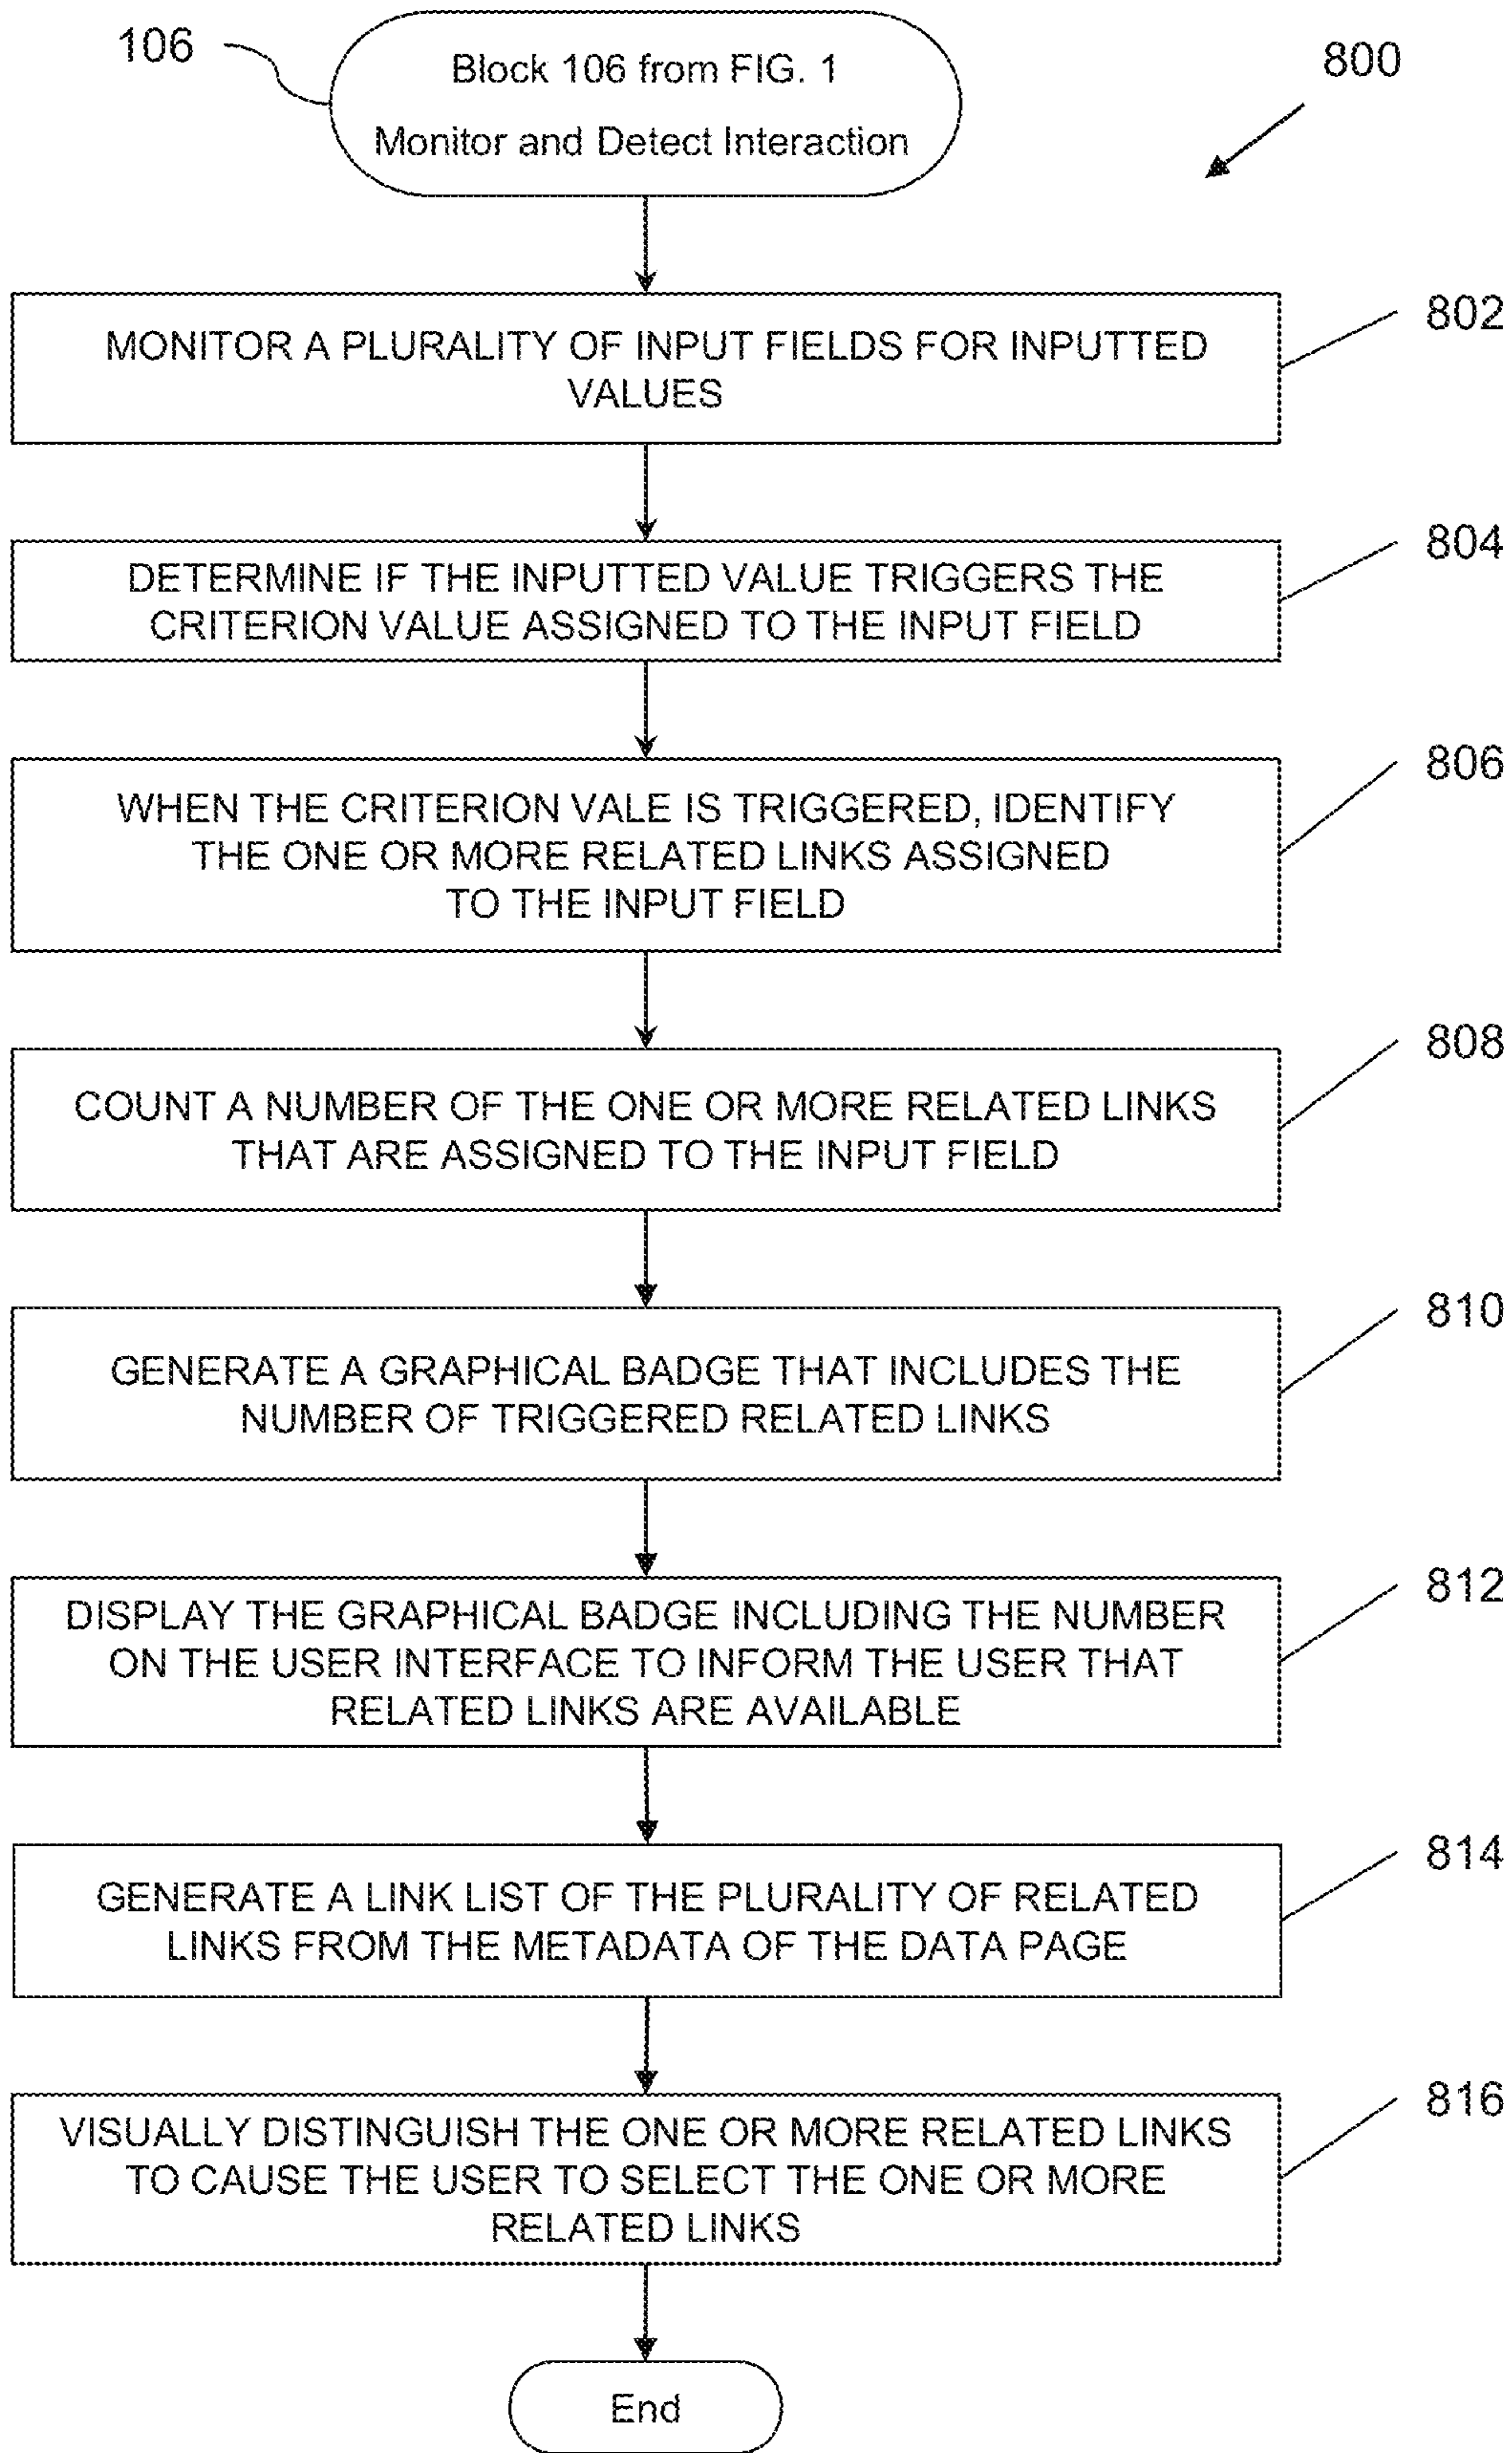 106
Block 106 from FIG. 1
Monitor and Detect Interaction
800
MONITOR A PLURALITY OF INPUT FIELDS FOR INPUTTED
VALUES
802
DETERMINE IF THE INPUTTED VALUE TRIGGERS THE
CRITERION VALUE ASSIGNED TO THE INPUT FIELD
804
WHEN THE CRITERION VALE IS TRIGGERED, IDENTIFY
THE ONE OR MORE RELATED LINKS ASSIGNED
TO THE INPUT FIELD
806
COUNT A NUMBER OF THE ONE OR MORE RELATED LINKS
THAT ARE ASSIGNED TO THE INPUT FIELD
808
GENERATE A GRAPHICAL BADGE THAT INCLUDES THE
NUMBER OF TRIGGERED RELATED LINKS
810
DISPLAY THE GRAPHICAL BADGE INCLUDING THE NUMBER
ON THE USER INTERFACE TO INFORM THE USER THAT
RELATED LINKS ARE AVAILABLE
812
GENERATE A LINK LIST OF THE PLURALITY OF RELATED
LINKS FROM THE METADATA OF THE DATA PAGE
814
VISUALLY DISTINGUISH THE ONE OR MORE RELATED LINKS
TO CAUSE THE USER TO SELECT THE ONE OR MORE
RELATED LINKS
816
End